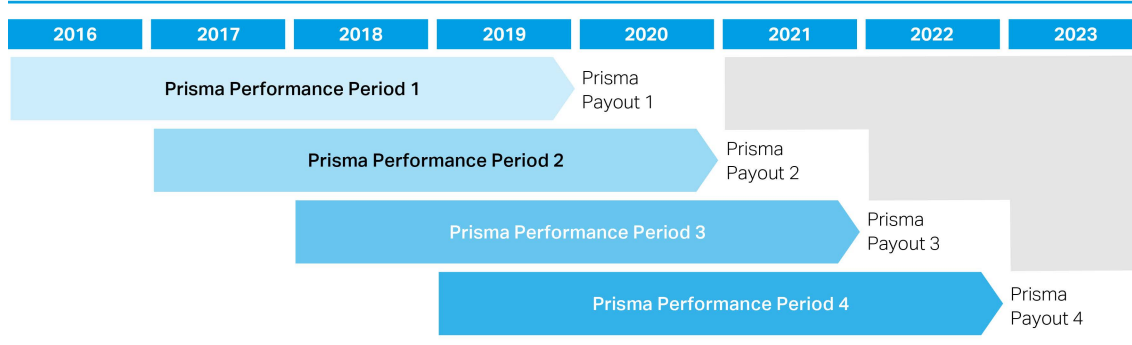 2016 2017 2018 2019 2020 2021 2022 2023
Prisma Performance Period 1
Prisma
Payout 1
Prisma Performance Period 2
Prisma
Payout 2
Prisma Performance Period 3
Prisma
Payout 3
Prisma Performance Period 4
Prisma
Payout 4